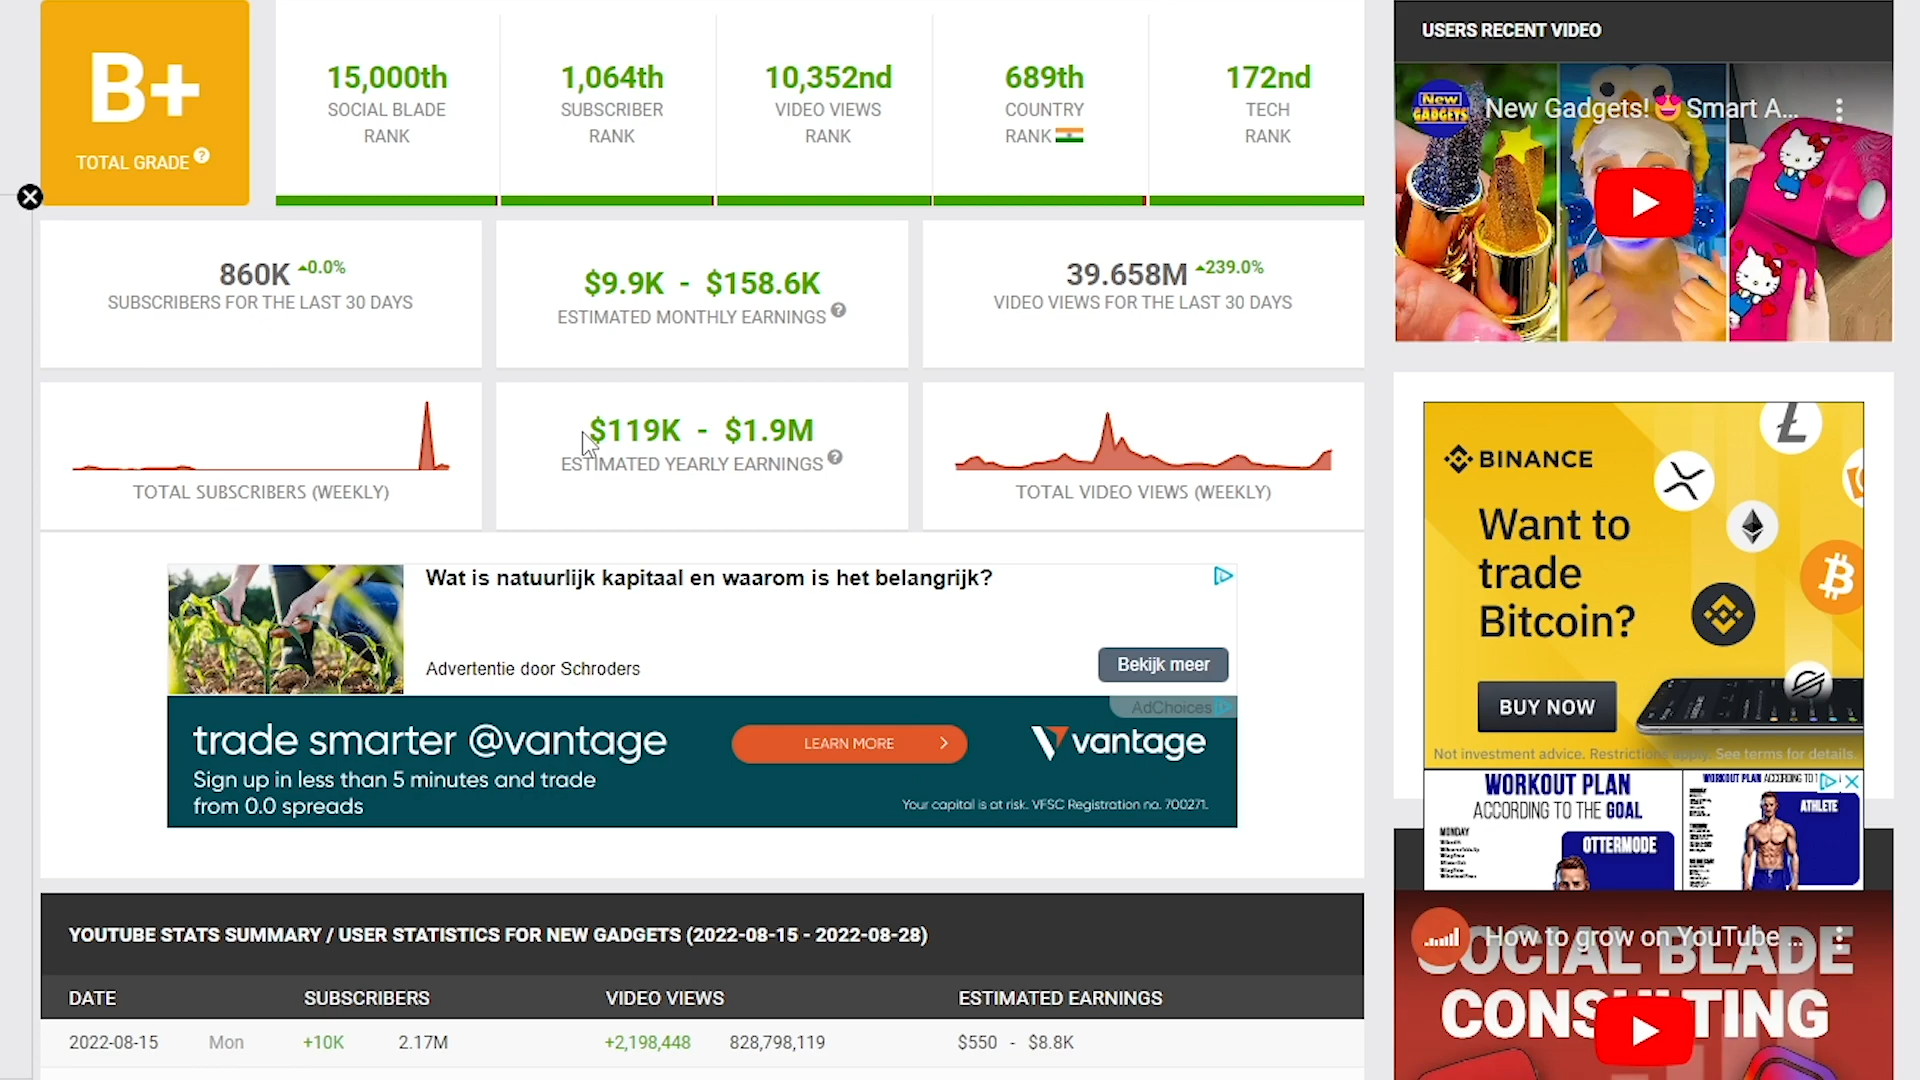 B+
TOTAL GRADE ?
15,000th
SOCIAL BLADE
RANK
1,064th
SUBSCRIBER
RANK
10,352nd
VIDEO VIEWS
RANK
689th
COUNTRY
RANK
172nd
TECH
RANK
860K 0.0%
SUBSCRIBERS FOR THE LAST 30 DAYS
$9.9K - $158.6K
ESTIMATED MONTHLY EARNINGS ?
39.658M 239.0%
VIDEO VIEWS FOR THE LAST 30 DAYS
TOTAL SUBSCRIBERS (WEEKLY)
$119K - $1.9M
ESTIMATED YEARLY EARNINGS ?
TOTAL VIDEO VIEWS (WEEKLY)
Wat is natuurlijk kapitaal en waarom is het belangrijk?
Advertentie door Schroders
Bekijk meer
AdChoices
trade smarter @vantage
Sign up in less than 5 minutes and trade
from 0.0 spreads
LEARN MORE
vantage
Your capital is at risk. VFSC Registration no. 700271.
YOUTUBE STATS SUMMARY / USER STATISTICS FOR NEW GADGETS (2022-08-15 - 2022-08-28)
DATE SUBSCRIBERS VIDEO VIEWS ESTIMATED EARNINGS
2022-08-15 Mon +10K 2.17M +2,198,448 828,798,119 $550 - $8.8K
USERS RECENT VIDEO
New
GADGETS
New Gadgets!😍Smart A...
BINANCE
Want to
trade
Bitcoin?
BUY NOW
Not investment advice. Restrictions apply. See terms for details.
WORKOUT PLAN
ACCORDING TO THE GOAL
MONDAY
OTTERMODE
WORKOUT PLAN ACCORDING TO
ATHLETE
How to grow on YouTube ...
SOCIAL BLADE
CONSULTING